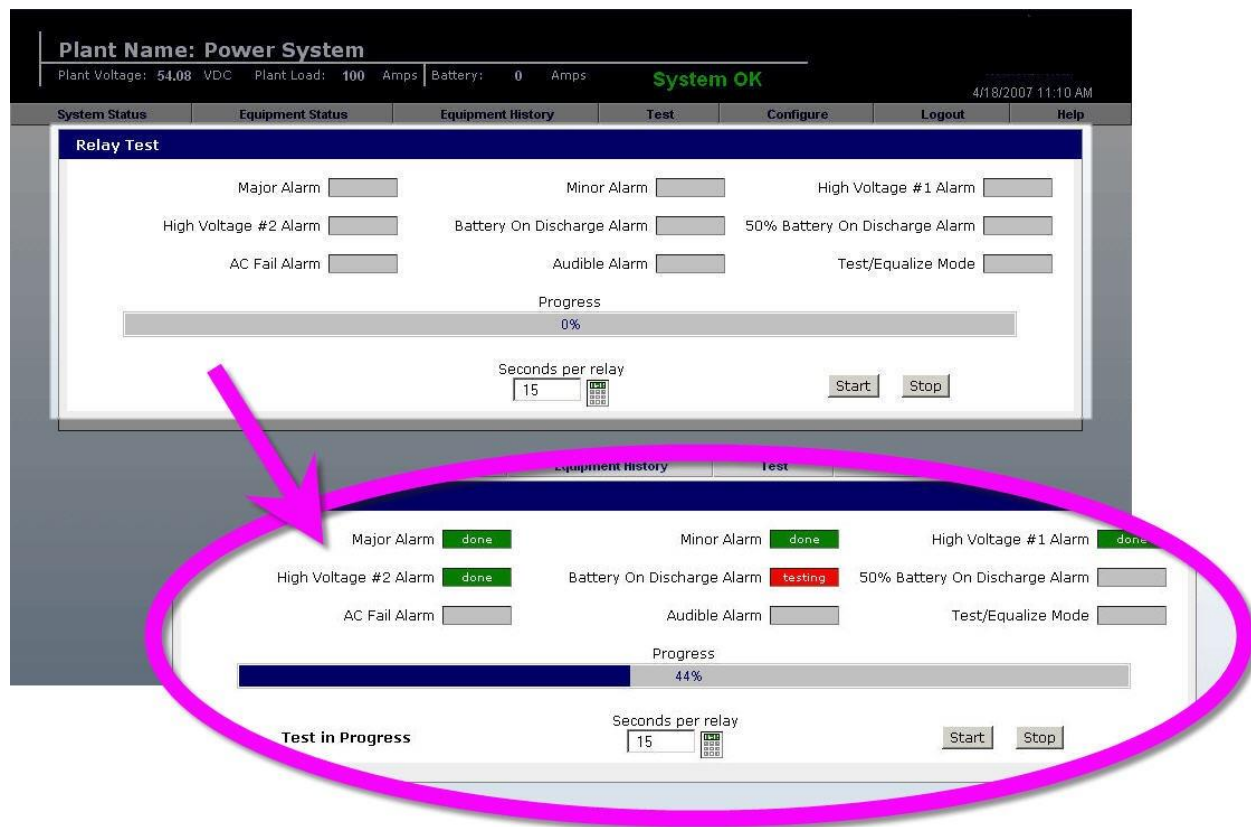 Plant Name: Power System
Plant Voltage: 54.08 VDC Plant Load: 100 Amps Battery: 0 Amps System OK
4/18/2007 11:10 AM
System Status Equipment Status Equipment History Test Configure Logout Help
Relay Test
Major Alarm Minor Alarm High Voltage #1 Alarm
High Voltage #2 Alarm Battery On Discharge Alarm 50% Battery On Discharge Alarm
AC Fail Alarm Audible Alarm Test/Equalize Mode
Progress
0%
Seconds per relay
15 Start Stop
Equipment History Test
Major Alarm done Minor Alarm done High Voltage #1 Alarm done
High Voltage #2 Alarm done Battery On Discharge Alarm testing 50% Battery On Discharge Alarm
AC Fail Alarm Audible Alarm Test/Equalize Mode
Progress
44%
Seconds per relay
Test in Progress 15 Start Stop